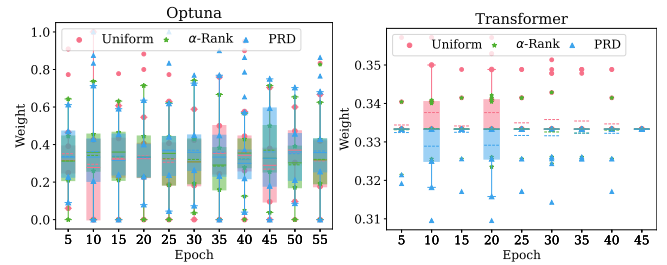 Optuna
Uniform α-Rank PRD
Weight
1.0
0.8
0.6
0.4
0.2
0.0
5 10 15 20 25 30 35 40 45 50 55
Epoch
Transformer
Uniform α-Rank PRD
Weight
0.35
0.34
0.333
0.32
0.31
5 10 15 20 25 30 35 40 45
Epoch